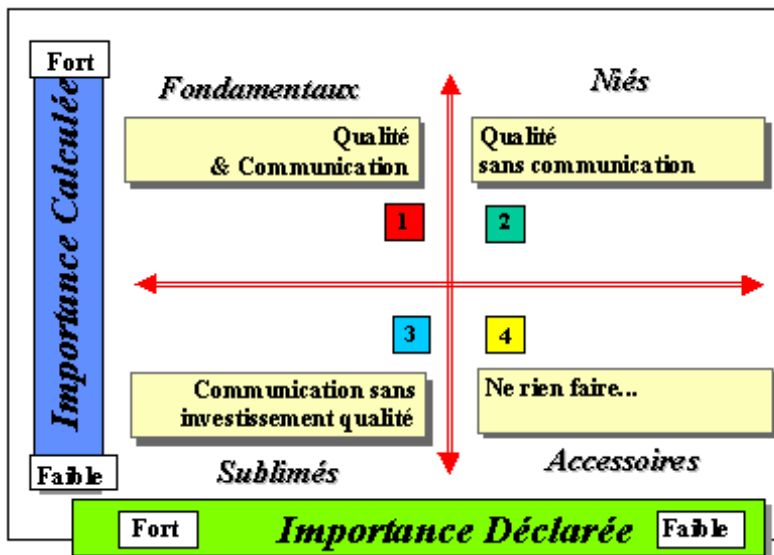 Fort
Importance Calculée
Faible
Fondamentaux
Niés
Qualité
& Communication
Qualité
sans communication
1
2
3
4
Communication sans
investissement qualité
Ne rien faire...
Sublimés
Accessoires
Fort
Importance Déclarée
Faible